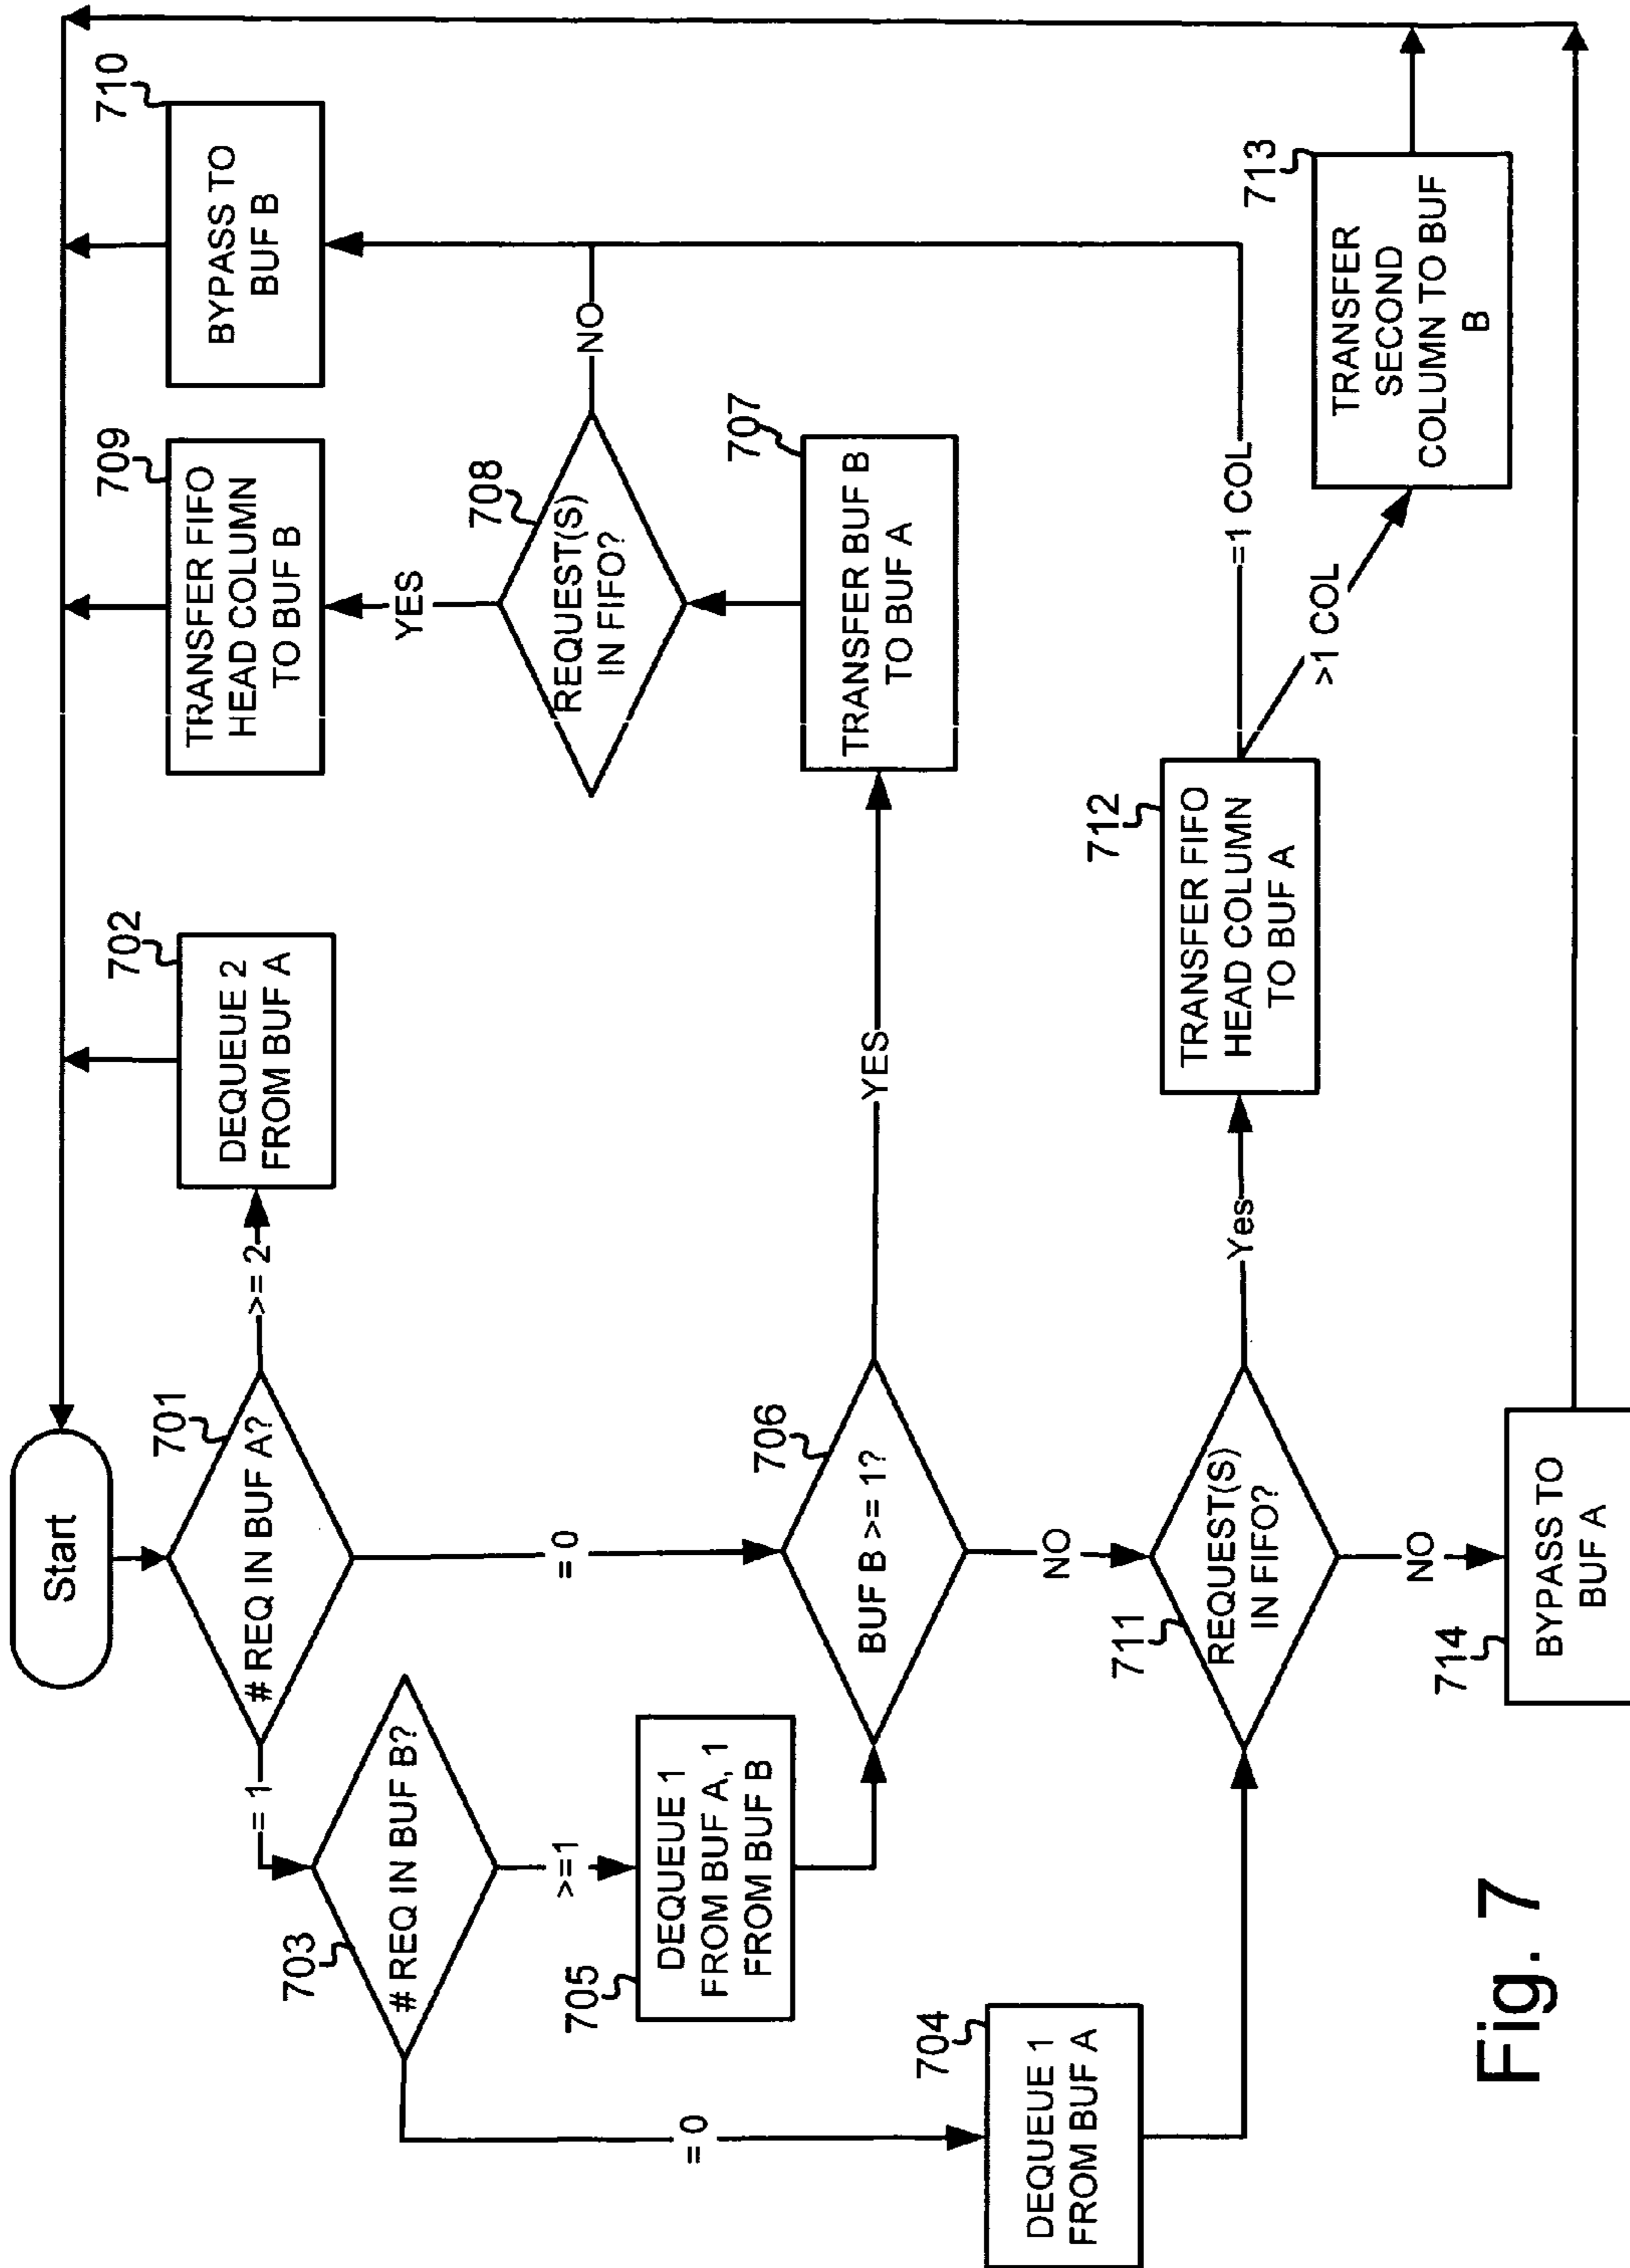 Start
701
# REQ IN BUF A?
>= 2
702
DEQUEUE 2
FROM BUF A
= 1
703
# REQ IN BUF B?
>=1
705
DEQUEUE 1
FROM BUF A, 1
FROM BUF B
= 0
704
DEQUEUE 1
FROM BUF A
= 0
706
BUF B >= 1?
YES
707
TRANSFER BUF B
TO BUF A
708
REQUEST(S)
IN FIFO?
YES
709
TRANSFER FIFO
HEAD COLUMN
TO BUF B
NO
710
BYPASS TO
BUF B
NO
711
REQUEST(S)
IN FIFO?
Yes
712
TRANSFER FIFO
HEAD COLUMN
TO BUF A
=1 COL
>1 COL
713
TRANSFER
SECOND
COLUMN TO BUF
B
NO
714
BYPASS TO
BUF A
Fig. 7